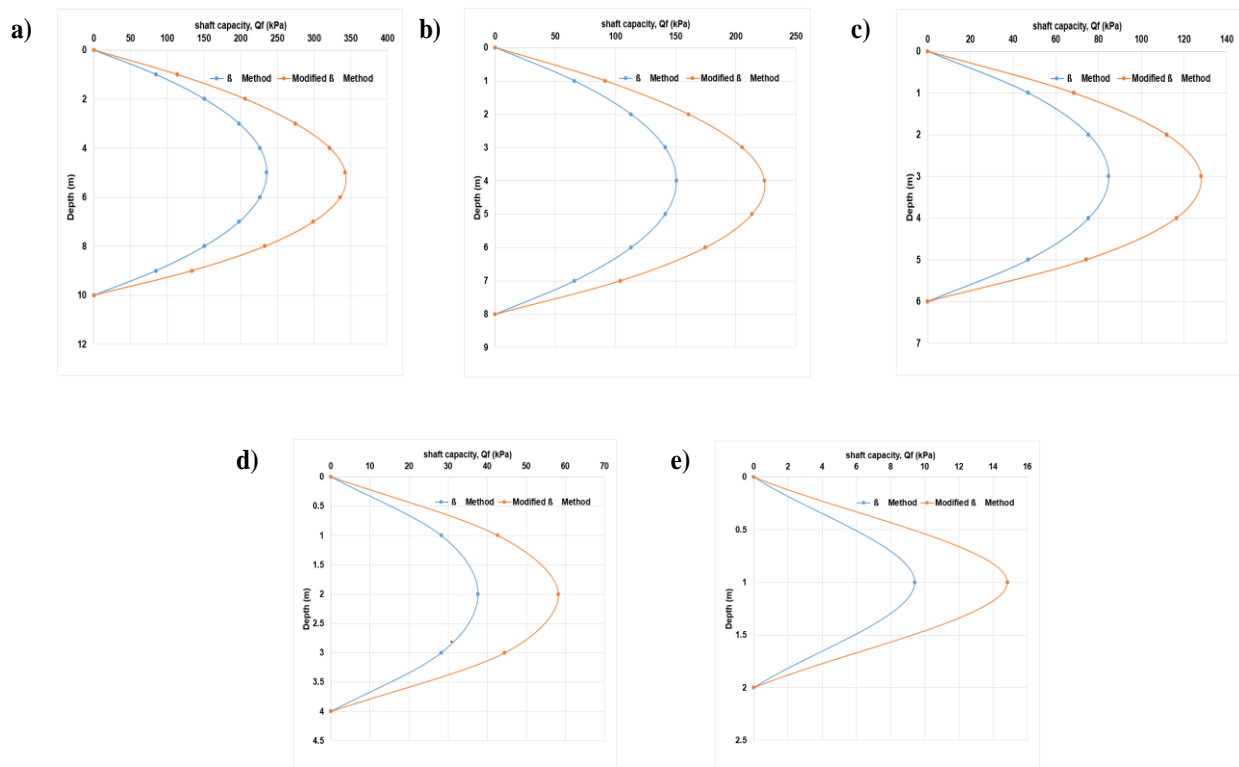 a)
shaft capacity, Qf (kPa)
0 50 100 150 200 250 300 350 400
ß Method Modified ß Method
Depth (m)
0
2
4
6
8
10
12
b)
shaft capacity, Qf (kPa)
0 50 100 150 200 250
ß Method Modified ß Method
Depth (m)
0
1
2
3
4
5
6
7
8
9
c)
shaft capacity, Qf (kPa)
0 20 40 60 80 100 120 140
ß Method Modified ß Method
Depth (m)
0
1
2
3
4
5
6
7
d)
shaft capacity, Qf (kPa)
0 10 20 30 40 50 60 70
ß Method Modified ß Method
Depth (m)
0
0.5
1
1.5
2
2.5
3
3.5
4
4.5
e)
shaft capacity, Qf (kPa)
0 2 4 6 8 10 12 14 16
ß Method Modified ß Method
Depth (m)
0
0.5
1
1.5
2
2.5